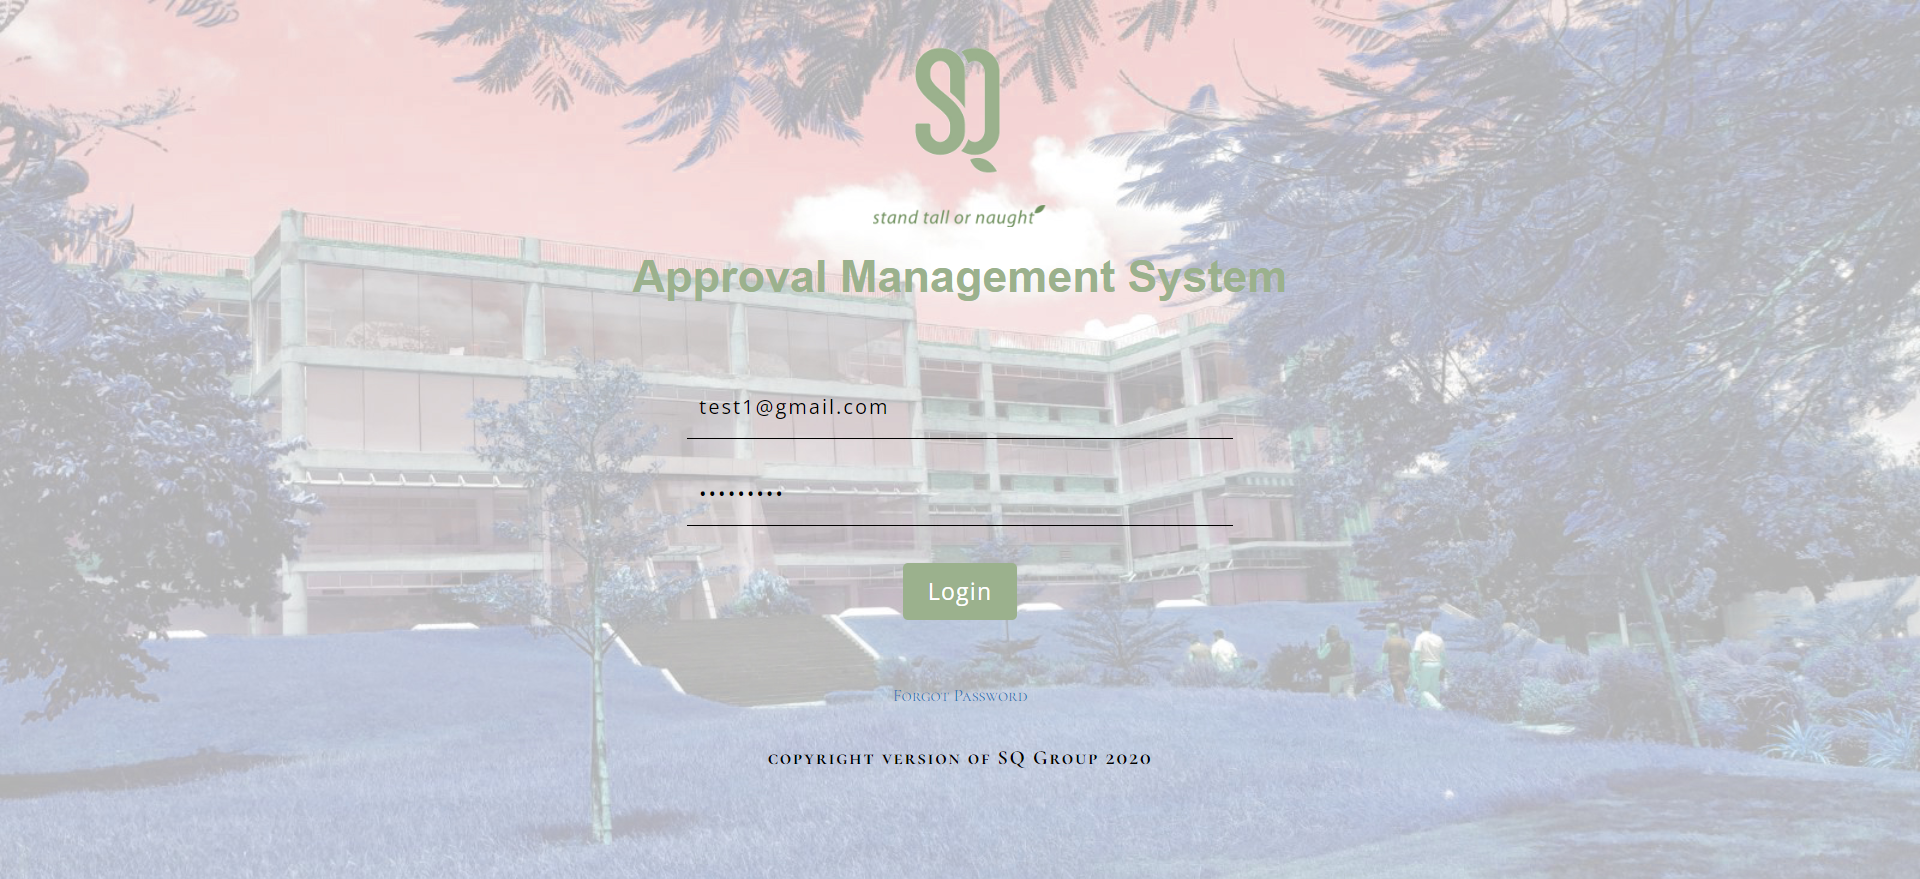 SQ
stand tall or naught
Approval Management System
test1@gmail.com
•••••••••
Login
Forgot Password
copyright version of SQ Group 2020